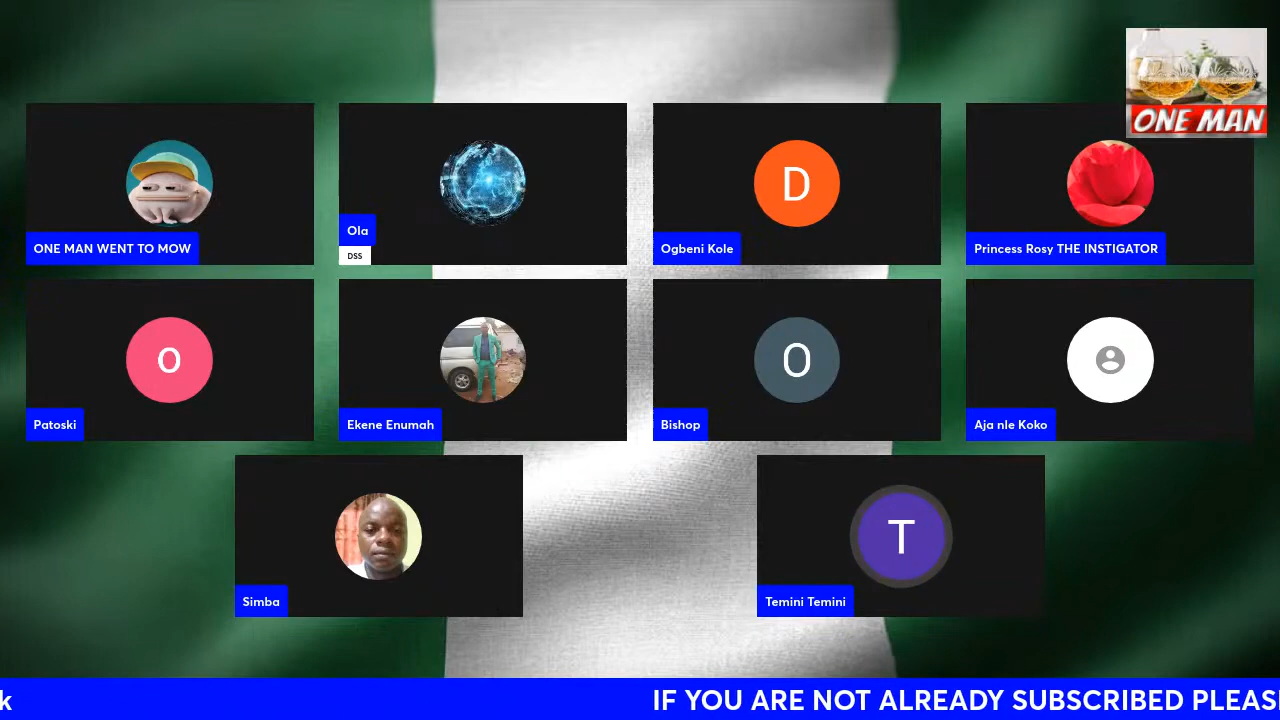 ONE MAN
ONE MAN WENT TO MOW
Ola
DSS
D
Ogbeni Kole
Princess Rosy THE INSTIGATOR
O
Patoski
Ekene Enumah
O
Bishop
Aja nle Koko
Simba
T
Temini Temini
k
IF YOU ARE NOT ALREADY SUBSCRIBED PLEAS